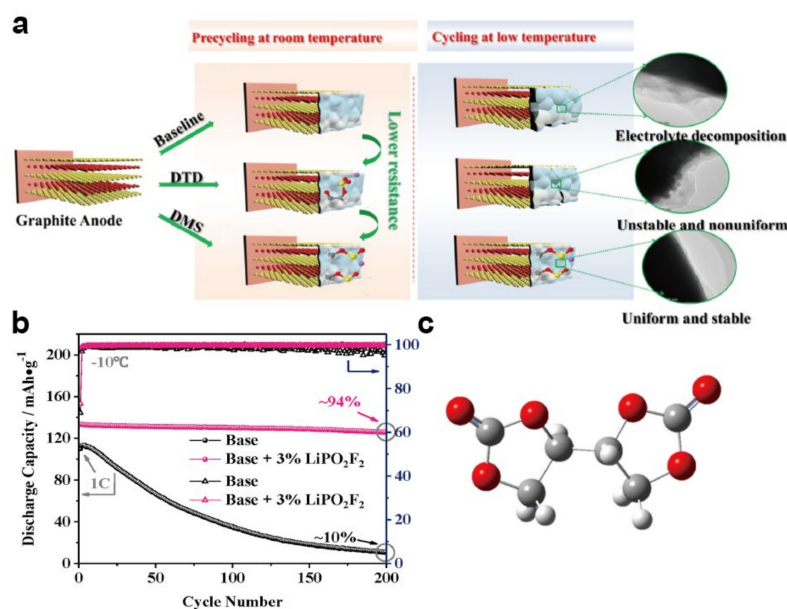 a
Precycling at room temperature
Cycling at low temperature
Baseline
DTD
DMS
Graphite Anode
Lower resistance
Electrolyte decomposition
Unstable and nonuniform
Uniform and stable
b
Discharge Capacity / mAh•g⁻¹
200
160
120
80
40
0
-10℃
1C
~94%
Base
Base + 3% LiPO₂F₂
Base
Base + 3% LiPO₂F₂
~10%
100
80
60
40
20
0
0 50 100 150 200
Cycle Number
c